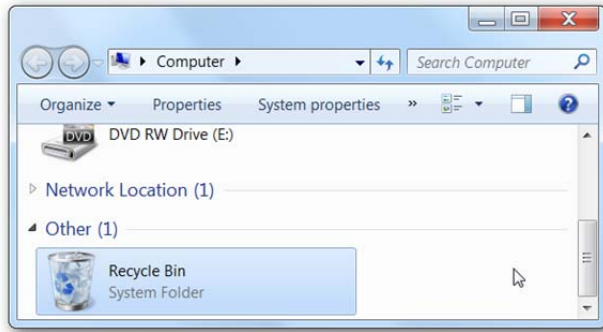 Computer
Search Computer
Organize Properties System properties »
DVD
DVD RW Drive (E:)
Network Location (1)
Other (1)
Recycle Bin
System Folder